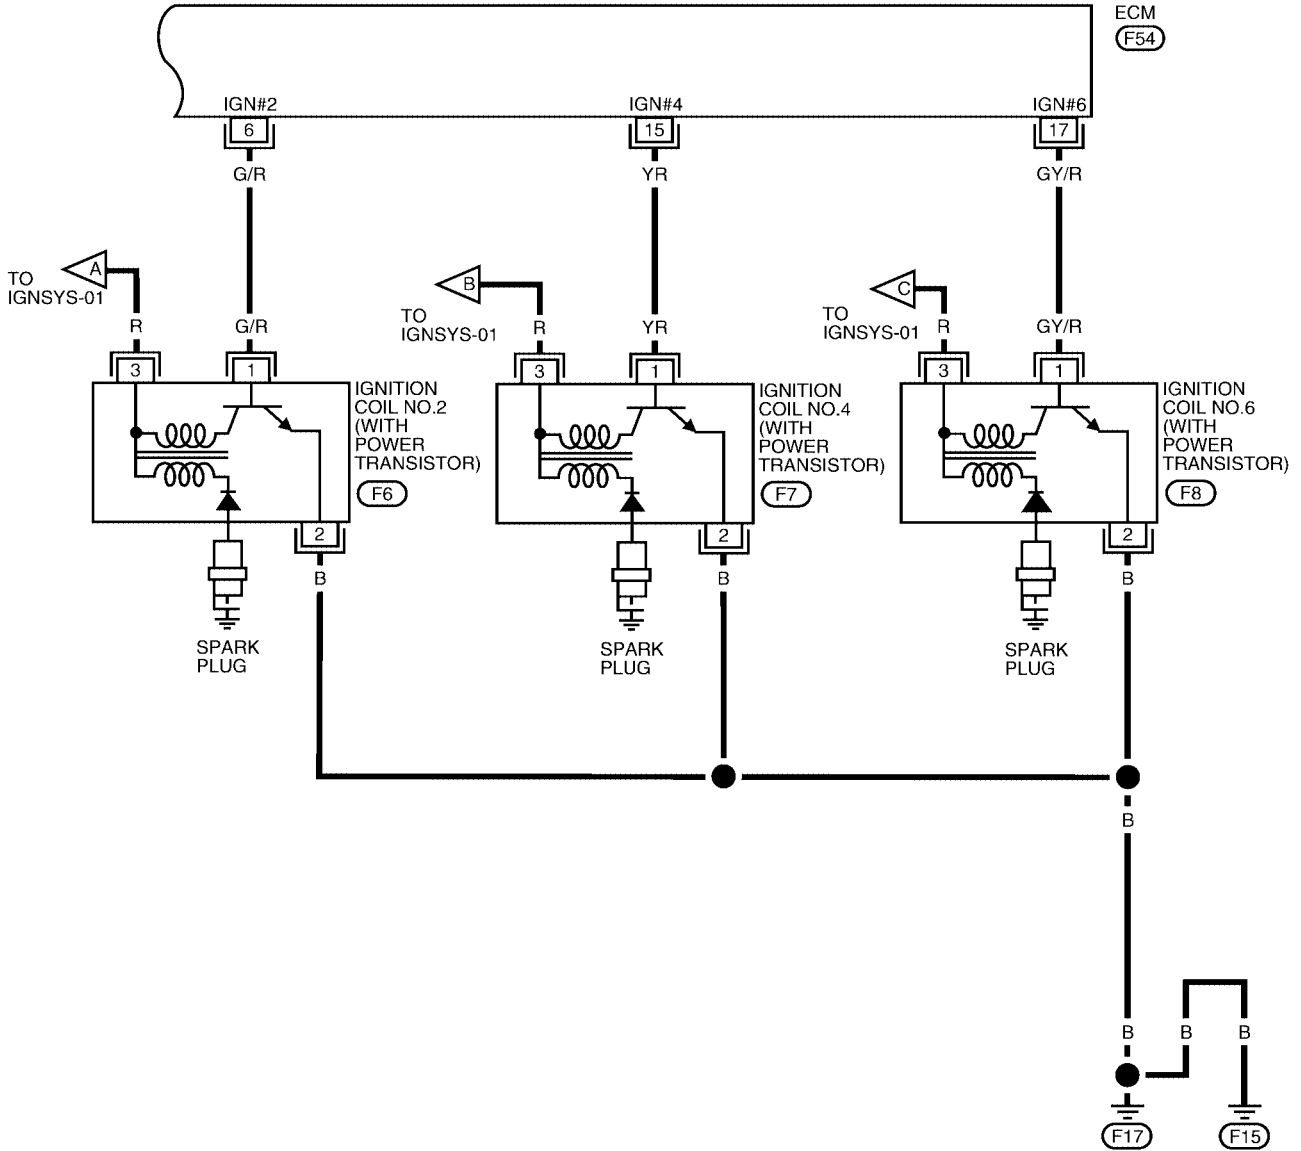 ECM
F54
IGN#2
IGN#4
IGN#6
6
15
17
G/R
YR
GY/R
A
B
C
TO
IGNSYS-01
TO
IGNSYS-01
TO
IGNSYS-01
R
G/R
R
YR
R
GY/R
3
1
3
1
3
1
IGNITION
COIL NO.2
(WITH
POWER
TRANSISTOR)
F6
IGNITION
COIL NO.4
(WITH
POWER
TRANSISTOR)
F7
IGNITION
COIL NO.6
(WITH
POWER
TRANSISTOR)
F8
2
2
2
B
B
B
SPARK
PLUG
SPARK
PLUG
SPARK
PLUG
B
B
B
B
F17
F15